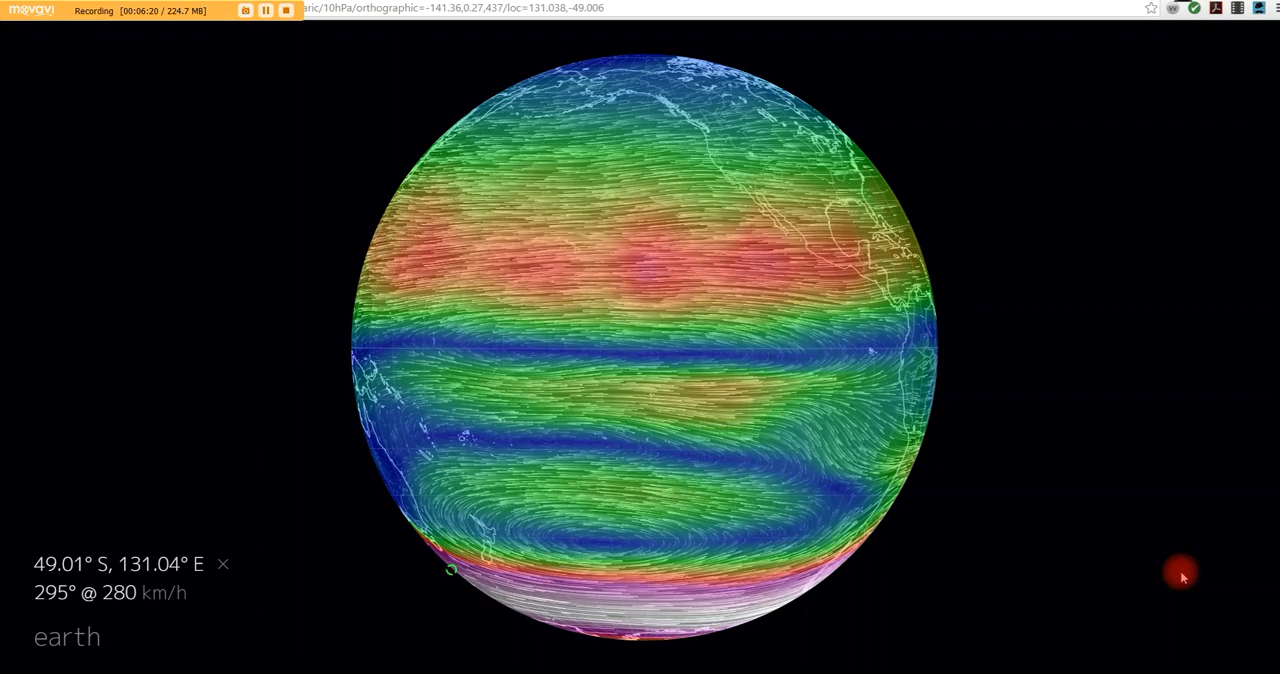 movavi Recording [00:06:20 / 224.7 MB]
aric/10hPa/orthographic=-141.36,0.27,437/loc=131.038,-49.006
49.01° S, 131.04° E ×
295° @ 280 km/h
earth